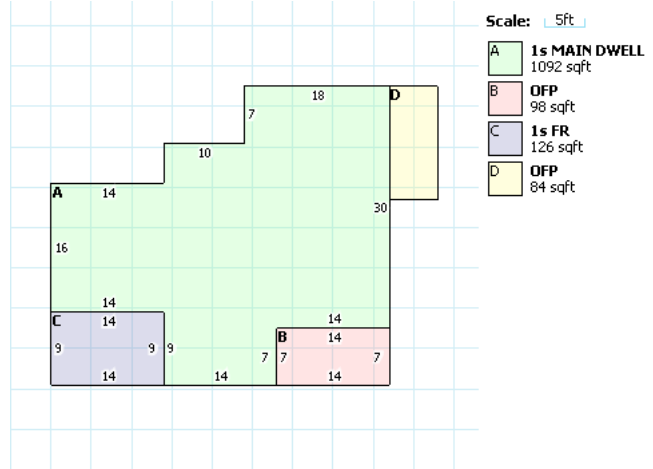 Scale: 5ft
A 1s MAIN DWELL
1092 sqft
B OFP
98 sqft
C 1s FR
126 sqft
D OFP
84 sqft
18 D
7
10
A 14
30
16
14
14
C 14
B 14
9 9 9
7 7 7
14 14 14